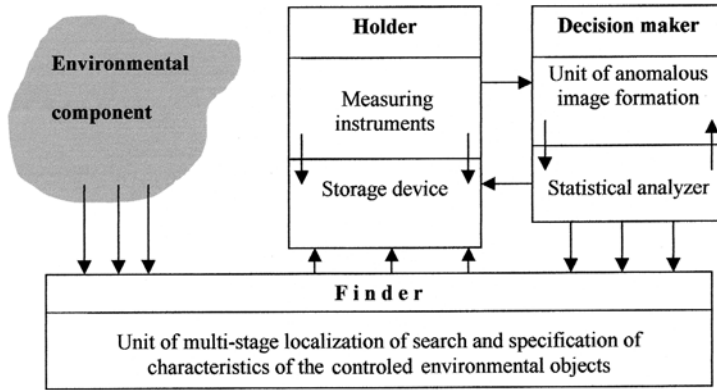 Environmental
component
Holder
Measuring
instruments
Storage device
Decision maker
Unit of anomalous
image formation
Statistical analyzer
Finder
Unit of multi-stage localization of search and specification of
characteristics of the controled environmental objects